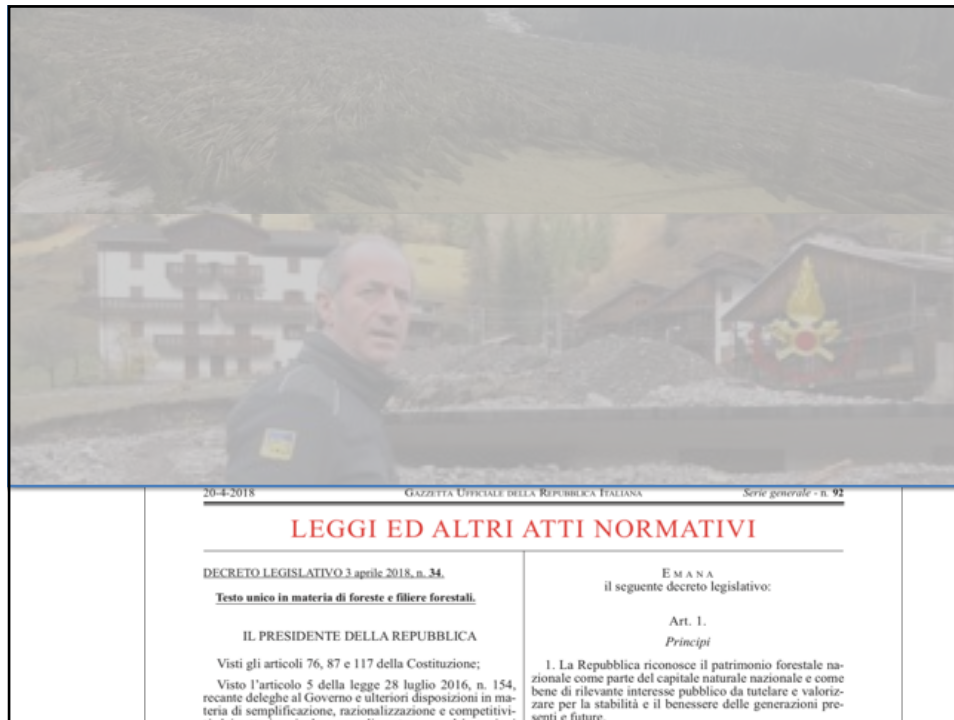 20-4-2018 GAZZETTA UFFICIALE DELLA REPUBBLICA ITALIANA Serie generale - n. 92
LEGGI ED ALTRI ATTI NORMATIVI
DECRETO LEGISLATIVO 3 aprile 2018, n. 34.
Testo unico in materia di foreste e filiere forestali.
IL PRESIDENTE DELLA REPUBBLICA
Visti gli articoli 76, 87 e 117 della Costituzione;
Visto l'articolo 5 della legge 28 luglio 2016, n. 154,
recante deleghe al Governo e ulteriori disposizioni in ma-
teria di semplificazione, razionalizzazione e competitivi-
EMANA
il seguente decreto legislativo:
Art. 1.
Principi
1. La Repubblica riconosce il patrimonio forestale na-
zionale come parte del capitale naturale nazionale e come
bene di rilevante interesse pubblico da tutelare e valoriz-
zare per la stabilità e il benessere delle generazioni pre-
senti e future.